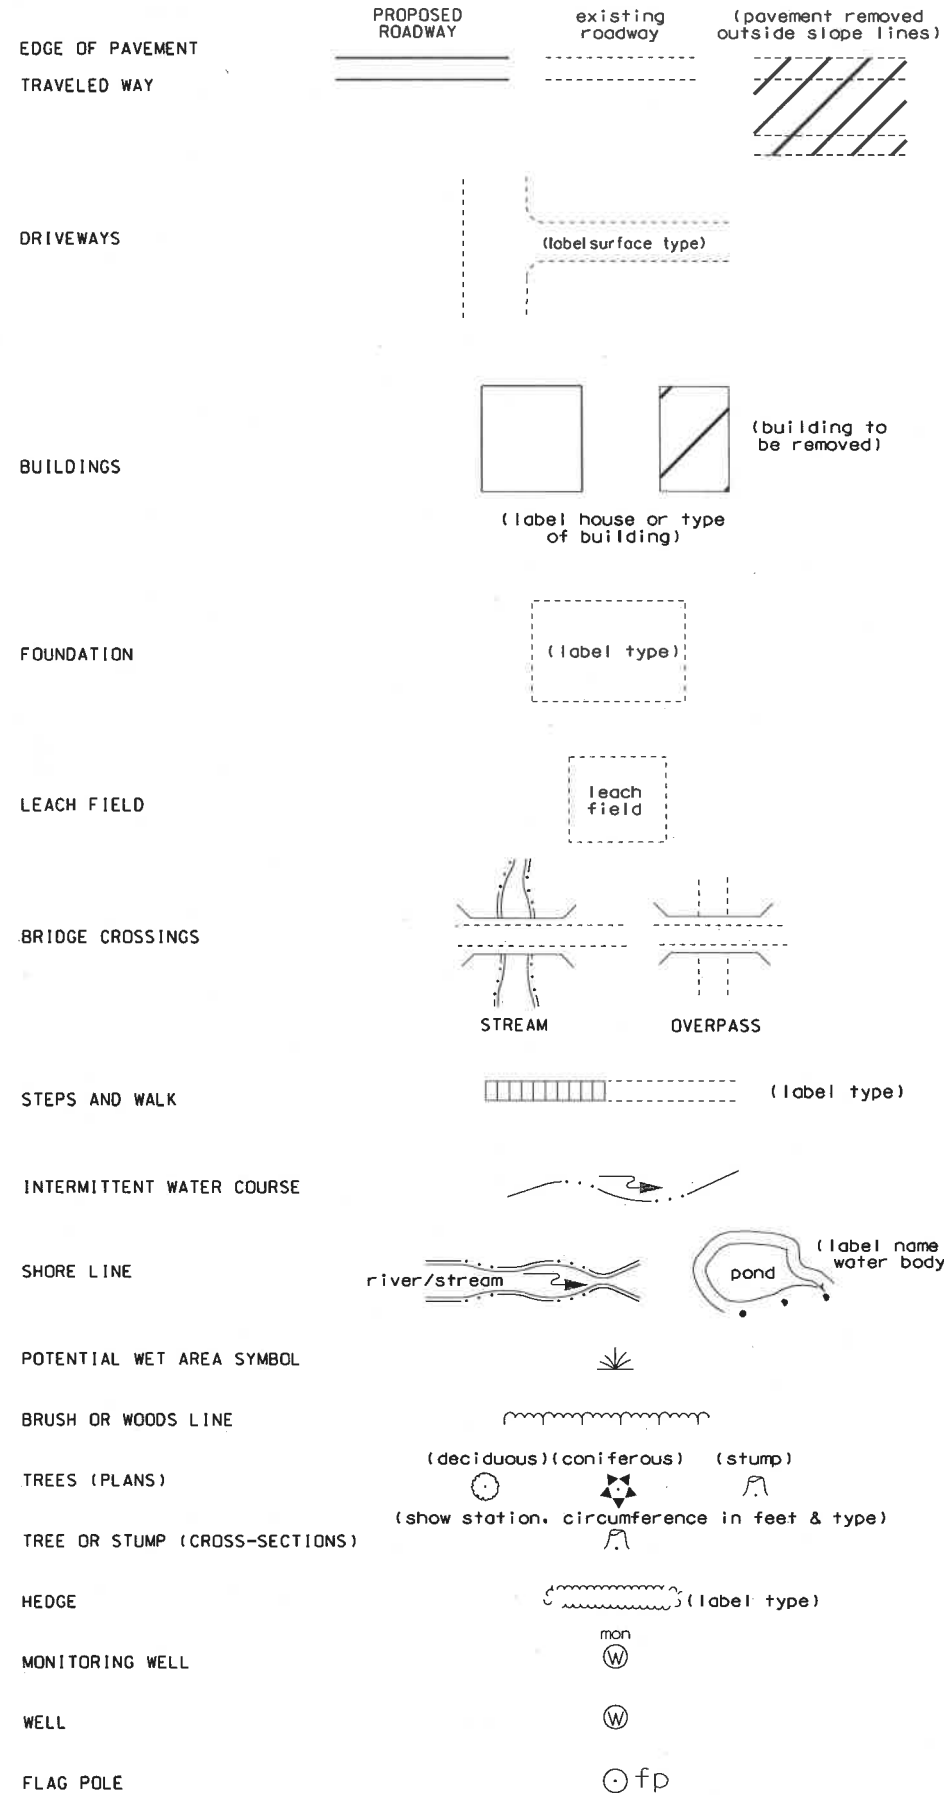 PROPOSED
ROADWAY
existing
roadway
(pavement removed
outside slope lines)
EDGE OF PAVEMENT
TRAVELED WAY
DRIVEWAYS
(label surface type)
BUILDINGS
(building to
be removed)
(label house or type
of building)
FOUNDATION
(label type)
LEACH FIELD
leach
field
BRIDGE CROSSINGS
STREAM
OVERPASS
STEPS AND WALK
(label type)
INTERMITTENT WATER COURSE
SHORE LINE
river/stream
pond
(label name
water body
POTENTIAL WET AREA SYMBOL
BRUSH OR WOODS LINE
(deciduous) (coniferous) (stump)
TREES (PLANS)
(show station, circumference in feet & type)
TREE OR STUMP (CROSS-SECTIONS)
HEDGE
(label type)
mon
MONITORING WELL
W
WELL
W
FLAG POLE
fp